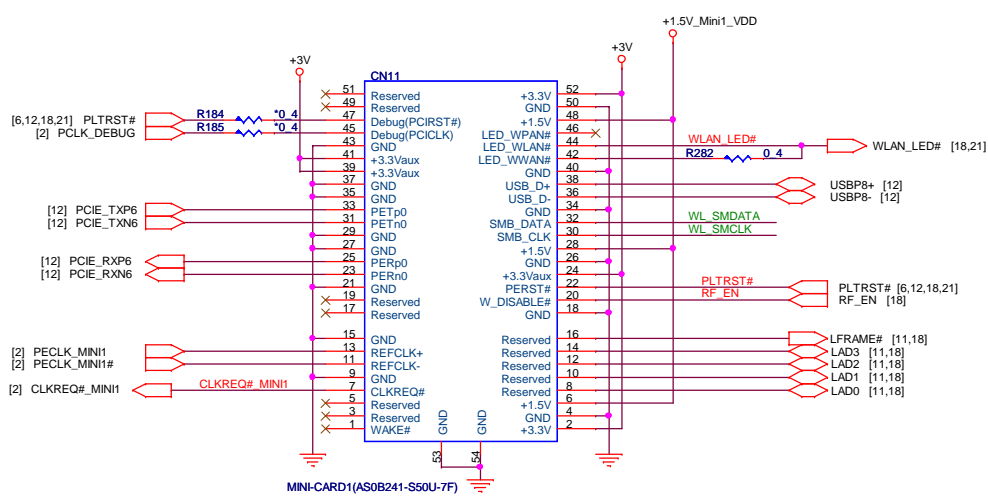 +1.5V_Mini1_VDD
+3V
+3V
CN11
51 Reserved
49 Reserved
[6,12,18,21] PLTRST# R184 *0_4 47 Debug(PCIRST#)
[2] PCLK_DEBUG R185 *0_4 45 Debug(PCICLK)
43 GND
41 +3.3Vaux
39 +3.3Vaux
37 GND
35 GND
[12] PCIE_TXP6 33 PETp0
[12] PCIE_TXN6 31 PETn0
29 GND
27 GND
[12] PCIE_RXP6 25 PERp0
[12] PCIE_RXN6 23 PERn0
21 GND
19 Reserved
17 Reserved
15 GND
[2] PECLK_MINI1 13 REFCLK+
[2] PECLK_MINI1# 11 REFCLK-
9 GND
[2] CLKREQ#_MINI1 CLKREQ#_MINI1 7 CLKREQ#
5 Reserved
3 Reserved
1 WAKE#
+3.3V 52
GND 50
+1.5V 48
LED_WPAN# 46
LED_WLAN# 44 WLAN_LED# WLAN_LED# [18,21]
LED_WWAN# 42 R282 0_4
GND 40
USB_D+ 38 USBP8+ [12]
USB_D- 36 USBP8- [12]
GND 34
SMB_DATA 32 WL_SMDATA
SMB_CLK 30 WL_SMCLK
+1.5V 28
GND 26
+3.3Vaux 24
PERST# 22 PLTRST# PLTRST# [6,12,18,21]
W_DISABLE# 20 RF_EN RF_EN [18]
GND 18
Reserved 16 LFRAME# [11,18]
Reserved 14 LAD3 [11,18]
Reserved 12 LAD2 [11,18]
Reserved 10 LAD1 [11,18]
Reserved 8 LAD0 [11,18]
+1.5V 6
GND 4
+3.3V 2
GND 53
GND 54
MINI-CARD1(AS0B241-S50U-7F)